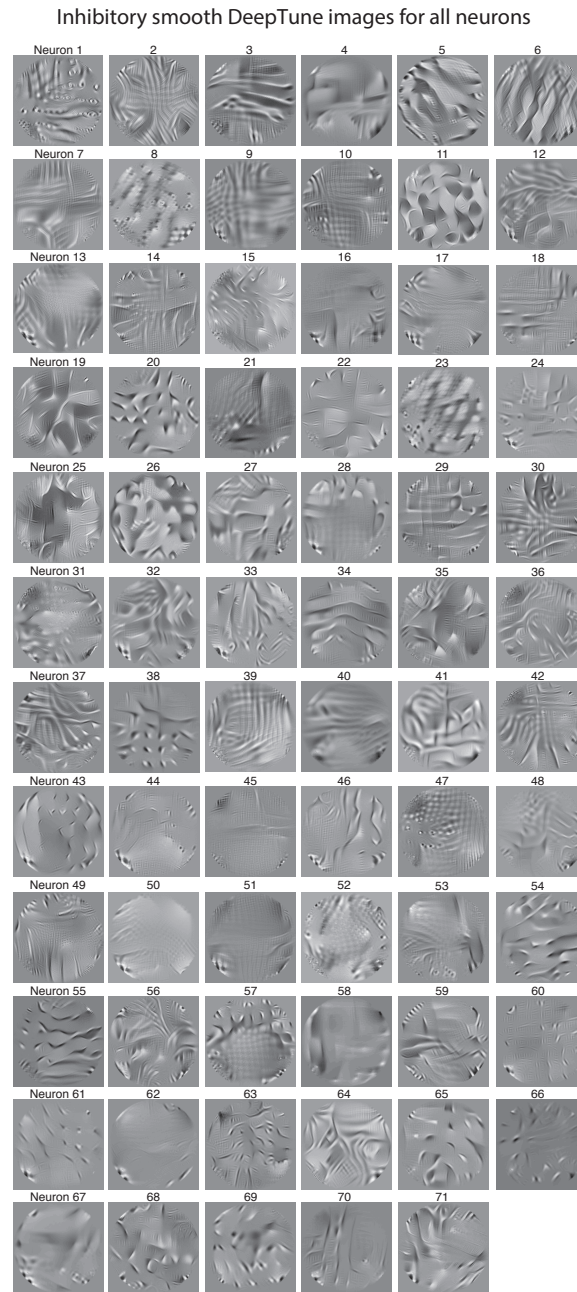 Inhibitory smooth DeepTune images for all neurons
Neuron 1 2 3 4 5 6
Neuron 7 8 9 10 11 12
Neuron 13 14 15 16 17 18
Neuron 19 20 21 22 23 24
Neuron 25 26 27 28 29 30
Neuron 31 32 33 34 35 36
Neuron 37 38 39 40 41 42
Neuron 43 44 45 46 47 48
Neuron 49 50 51 52 53 54
Neuron 55 56 57 58 59 60
Neuron 61 62 63 64 65 66
Neuron 67 68 69 70 71